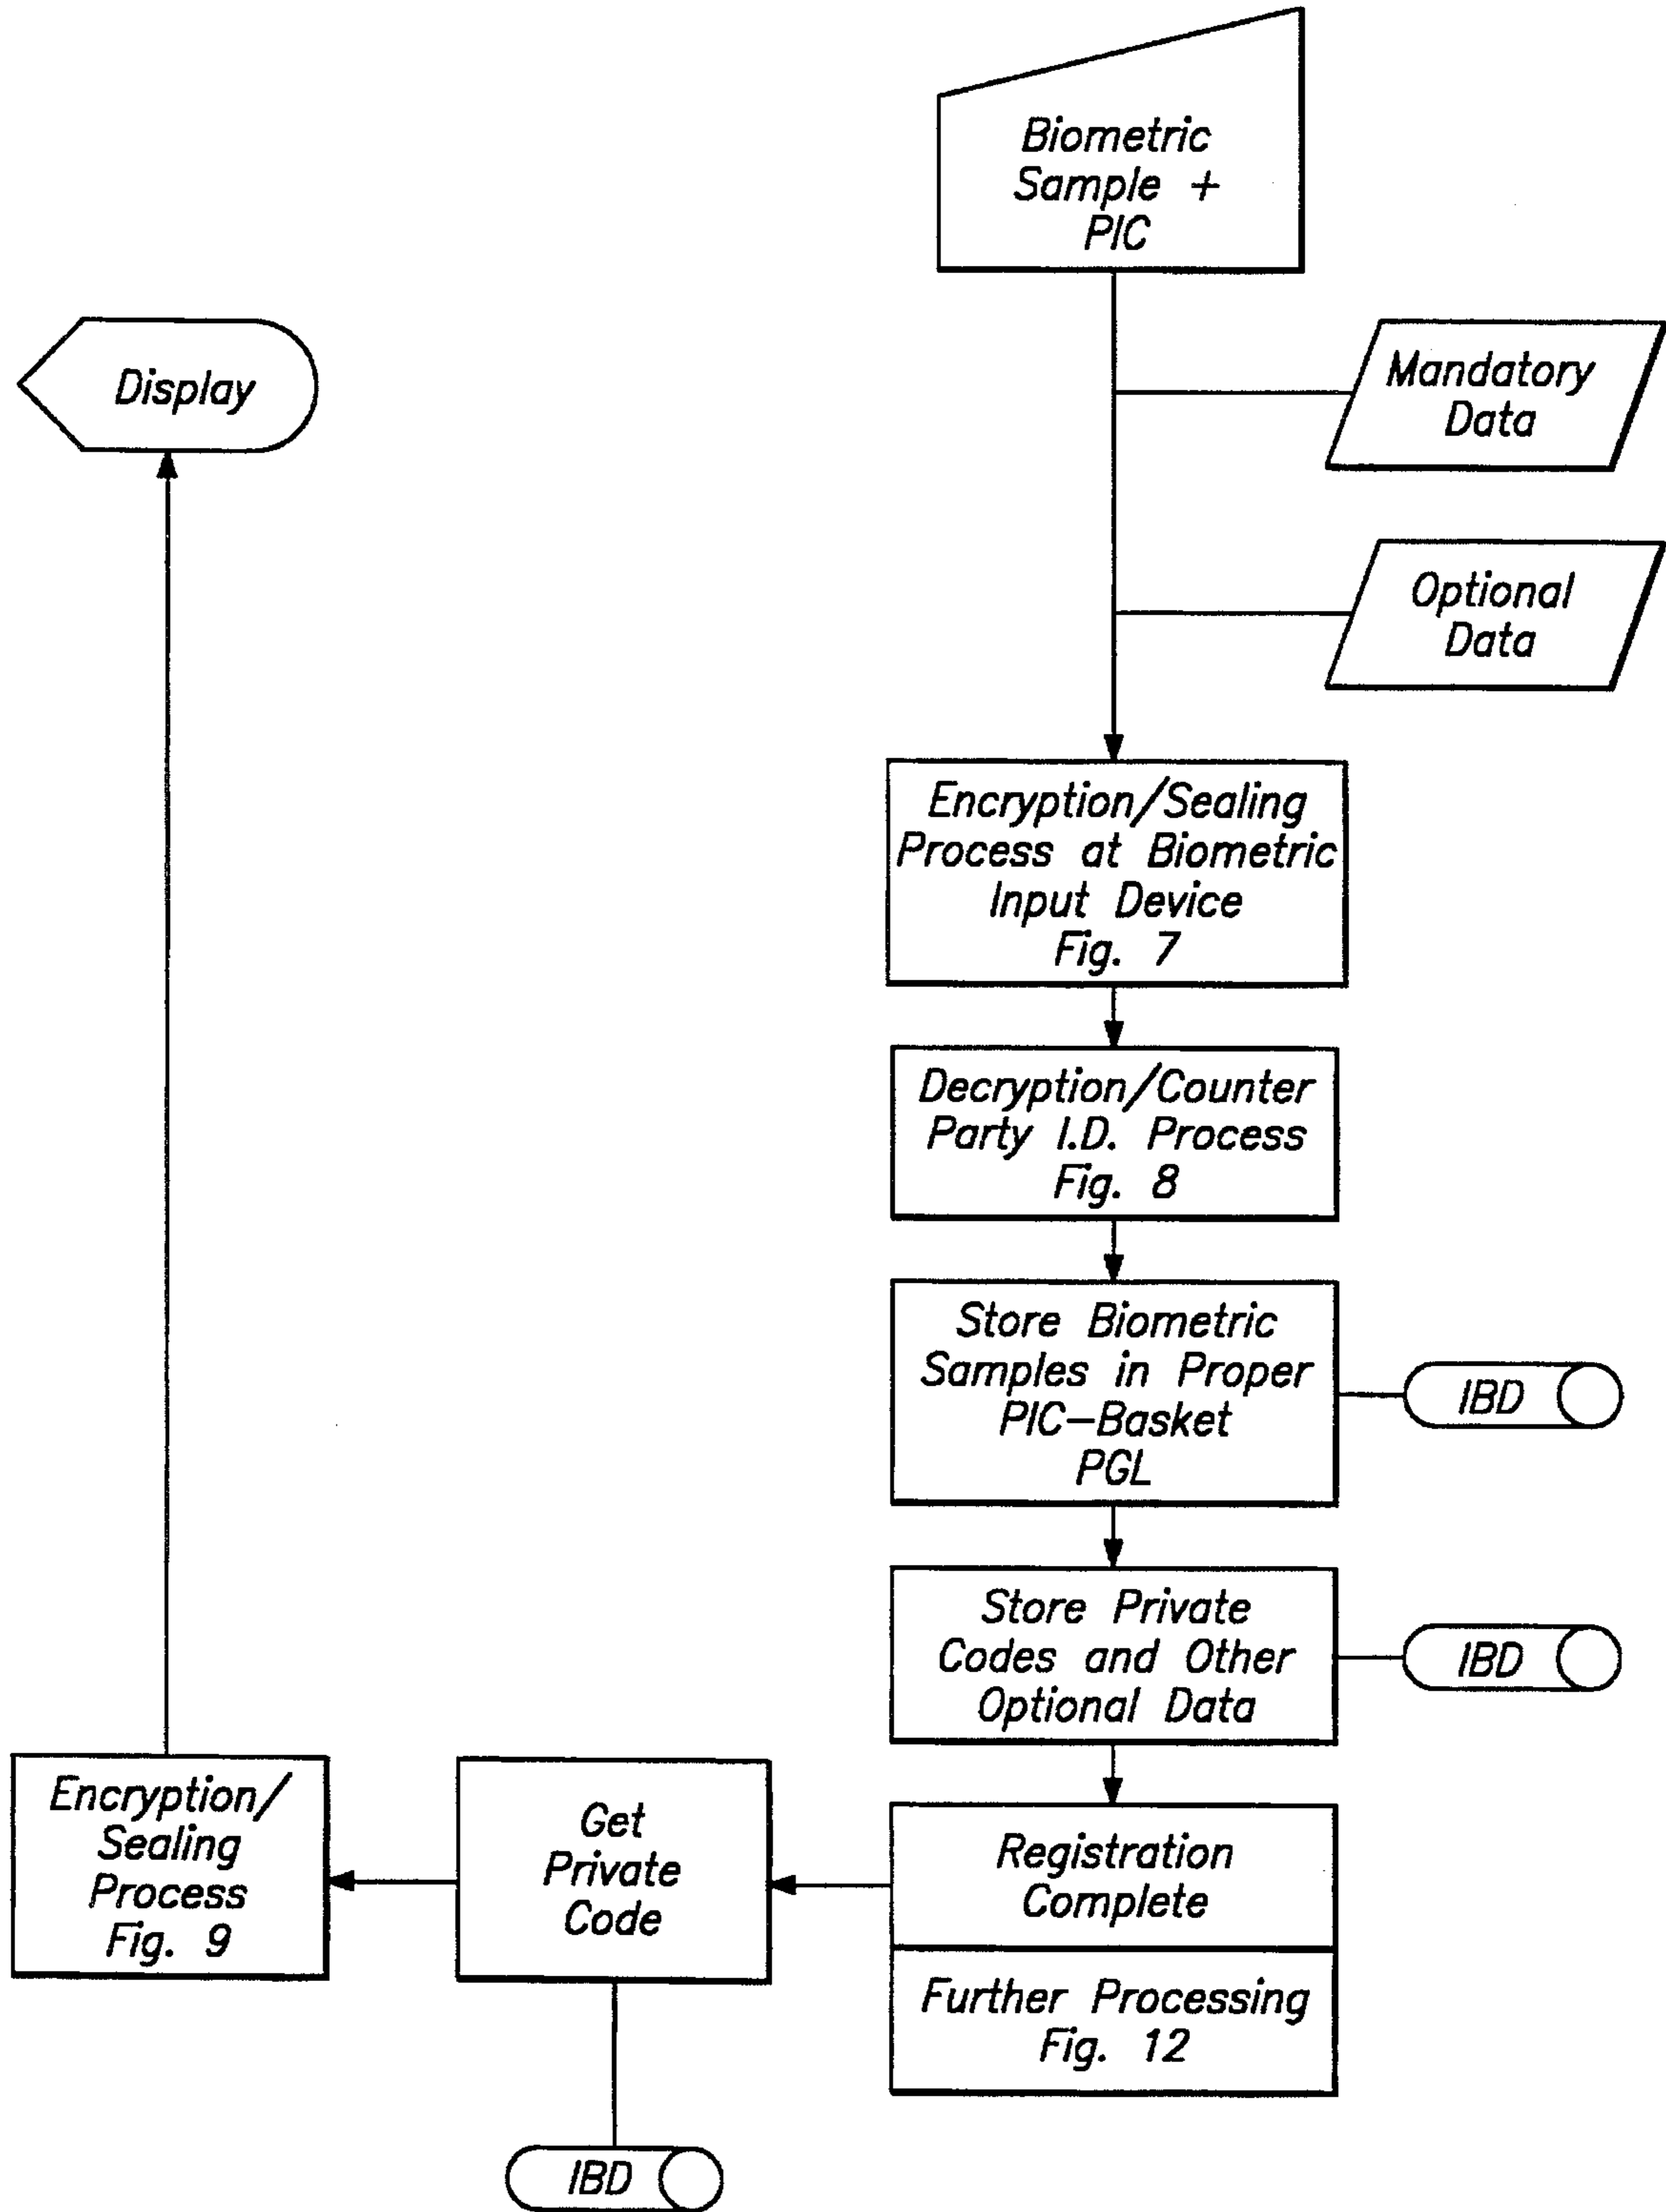 Biometric
Sample +
PIC
Display
Mandatory
Data
Optional
Data
Encryption/Sealing
Process at Biometric
Input Device
Fig. 7
Decryption/Counter
Party I.D. Process
Fig. 8
Store Biometric
Samples in Proper
PIC-Basket
PGL
IBD
Store Private
Codes and Other
Optional Data
IBD
Registration
Complete
Further Processing
Fig. 12
Get
Private
Code
IBD
Encryption/
Sealing
Process
Fig. 9